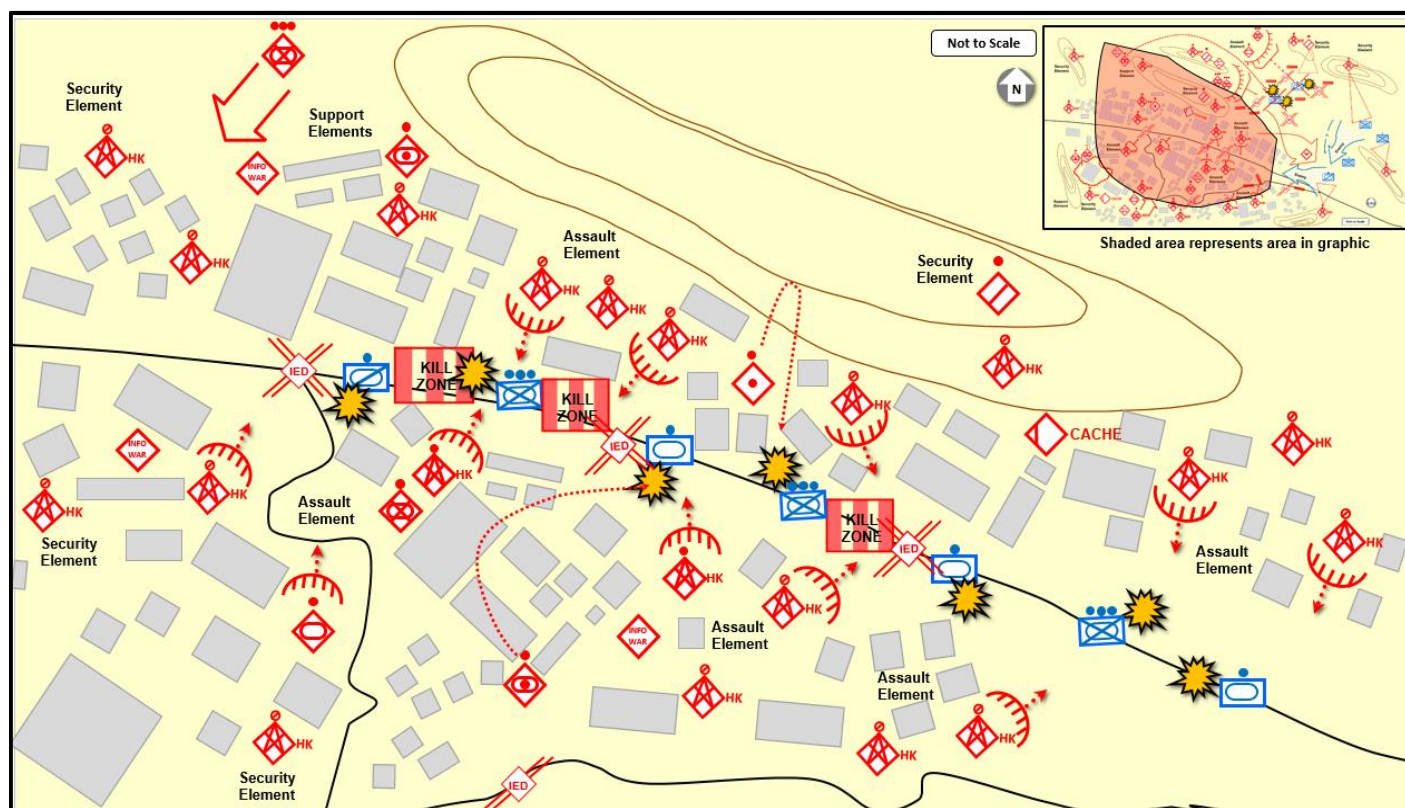 Not to Scale
N
Security
Element
HK
Support
Elements
INFO
WAR
HK
Shaded area represents area in graphic
HK
Assault
Element
HK
HK
HK
Security
Element
HK
IED
KILL
ZONE
KILL
ZONE
HK
IED
CACHE
HK
HK
INFO
WAR
HK
HK
HK
Assault
Element
Security
Element
KILL
ZONE
IED
HK
Assault
Element
HK
HK
INFO
WAR
Assault
Element
Assault
Element
HK
HK
HK
HK
Security
Element
IED